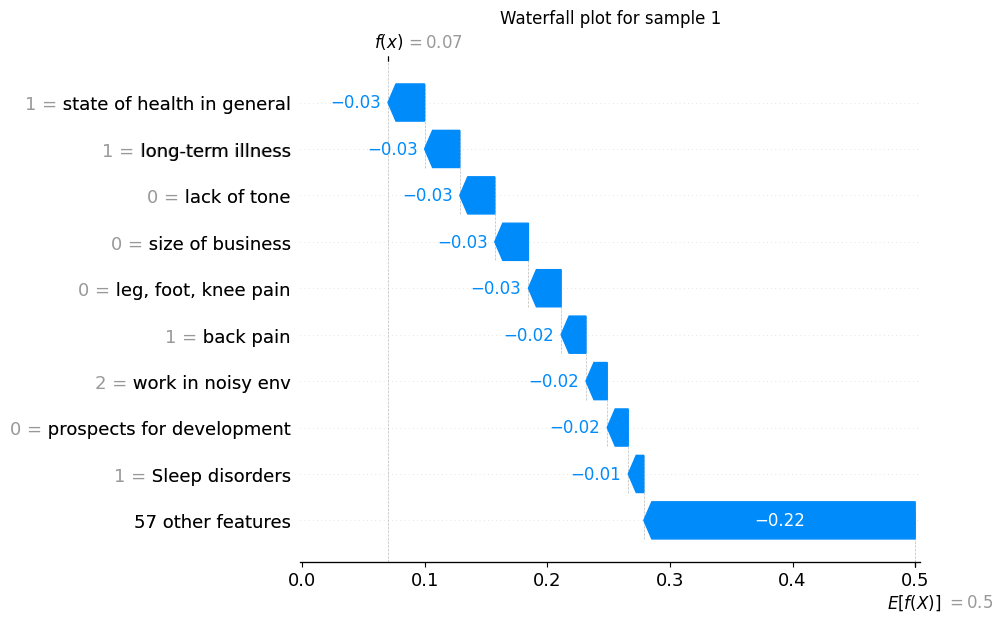 Waterfall plot for sample 1
f(x) = 0.07
1 = state of health in general −0.03
1 = long-term illness −0.03
0 = lack of tone −0.03
0 = size of business −0.03
0 = leg, foot, knee pain −0.03
1 = back pain −0.02
2 = work in noisy env −0.02
0 = prospects for development −0.02
1 = Sleep disorders −0.01
57 other features −0.22
0.0 0.1 0.2 0.3 0.4 0.5
E[f(X)] = 0.5